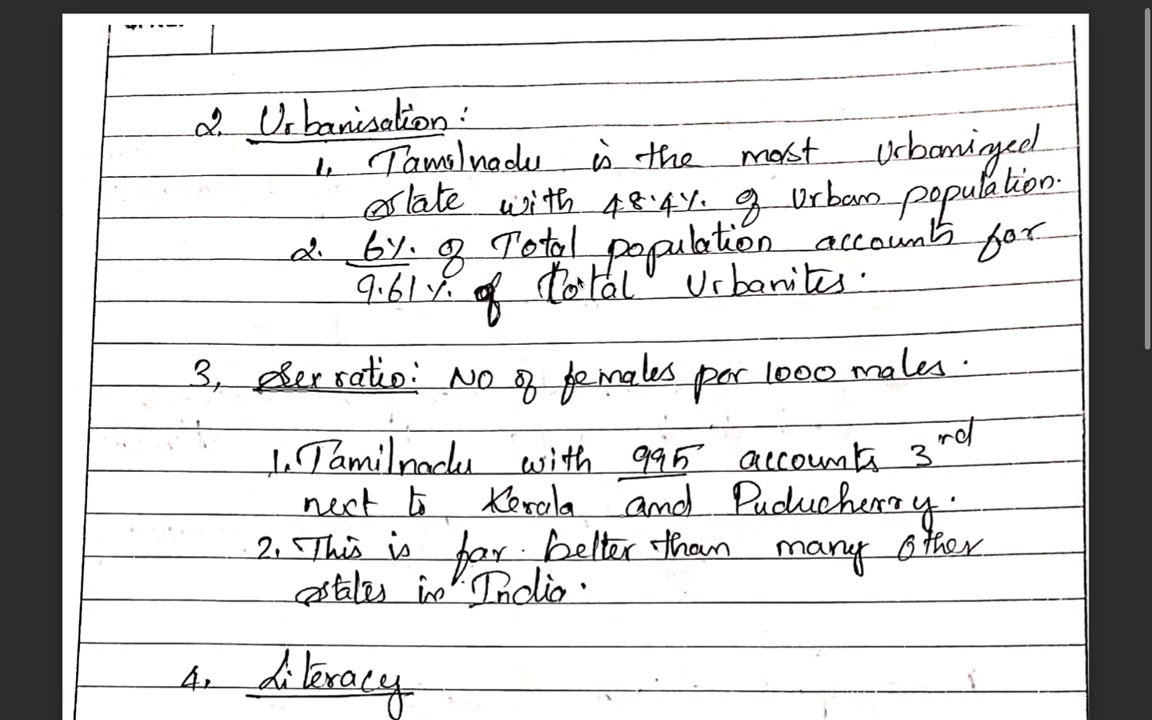 2. Urbanisation:
1. Tamilnadu is the most Urbanized
state with 48.4%. of Urban population.
2. 6%. of Total population accounts for
9.61%. of total Urbanites.
3, Sex ratio: NO of females per 1000 males.
1. Tamilnadu with 995 accounts 3rd
next to Kerala and Puducherry.
2. This is far better than many other
states in India.
4. Literacy